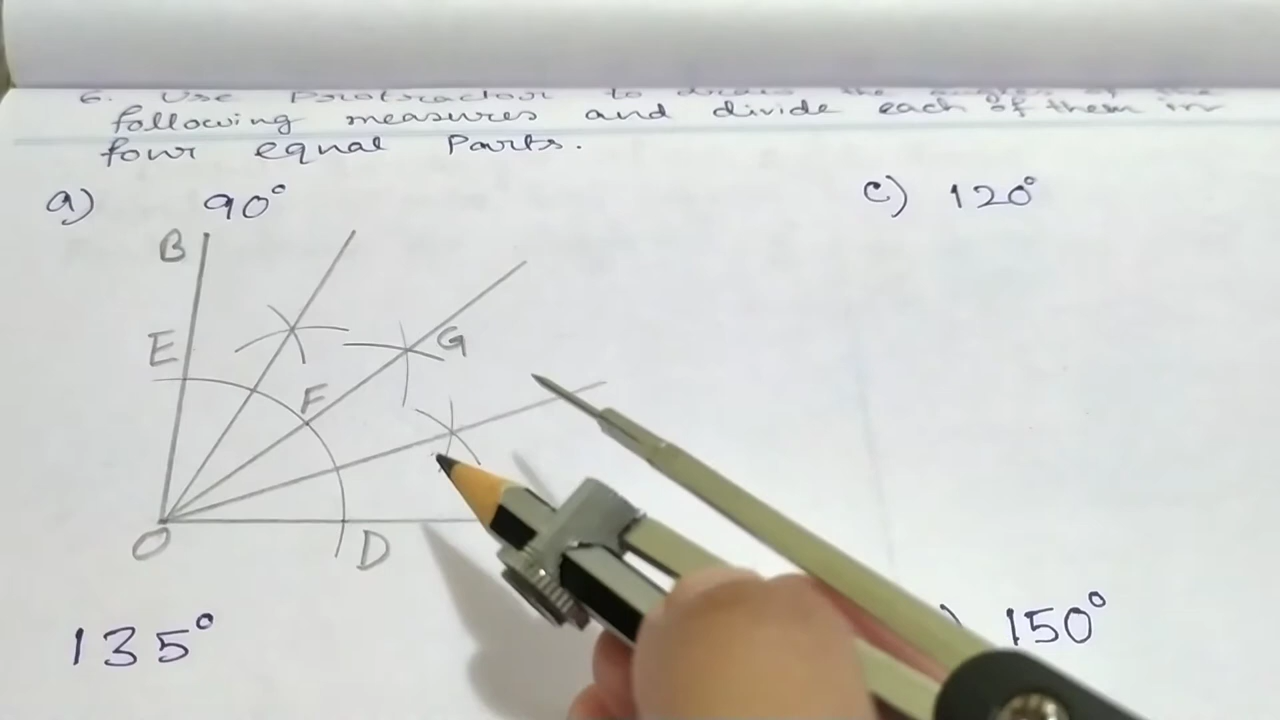 6. Use Protractor to draw the angles of the
following measures and divide each of them in
four equal Parts.
a) 90°
c) 120°
B
E
F
G
O
D
135°
) 150°